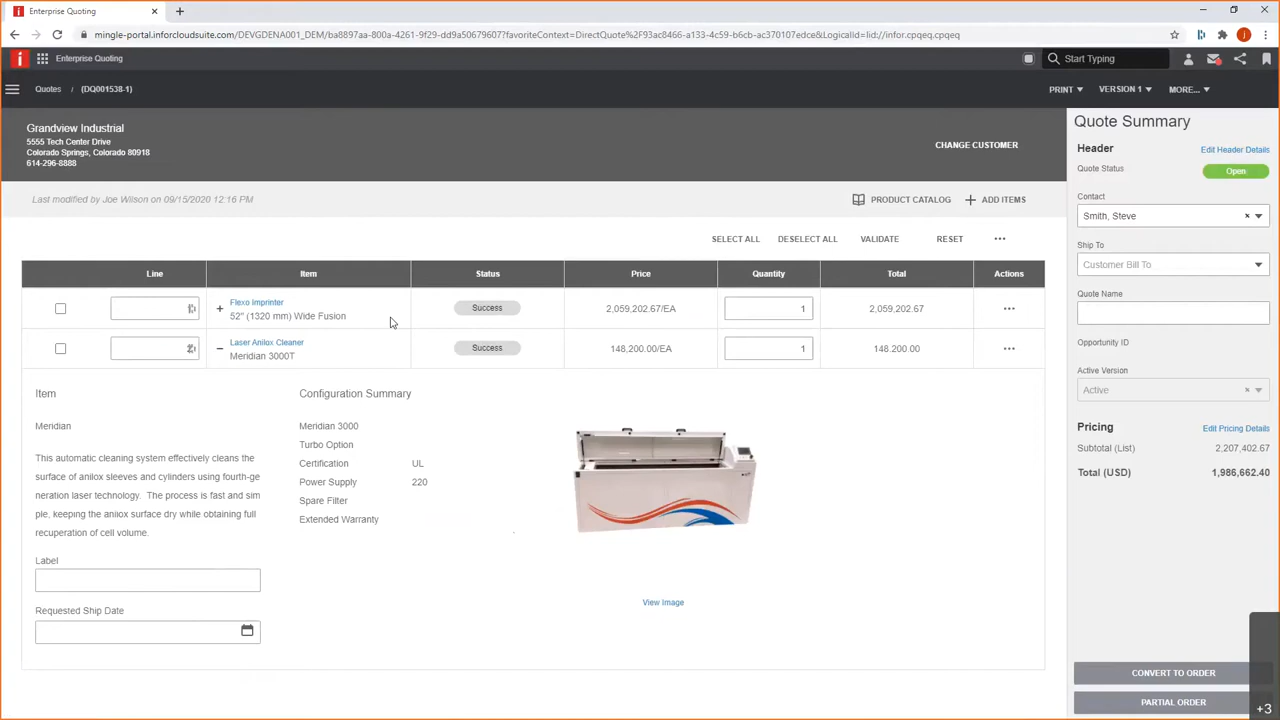 Enterprise Quoting
mingle-portal.inforcloudsuite.com/DEVGDENA001_DEM/ba8897aa-800a-4261-9f29-dd9a50679607?favoriteContext=DirectQuote%2F93ac8466-a133-4c59-b6cb-ac370107edce&LogicalId=lid://infor.cpqeq.cpqeq
Enterprise Quoting
Start Typing
Quotes / (DQ001538-1)
PRINT VERSION 1 MORE...
Grandview Industrial
5555 Tech Center Drive
Colorado Springs, Colorado 80918
614-296-8888
CHANGE CUSTOMER
Last modified by Joe Wilson on 09/15/2020 12:16 PM
PRODUCT CATALOG + ADD ITEMS
SELECT ALL DESELECT ALL VALIDATE RESET ...
Line Item Status Price Quantity Total Actions
Flexo Imprinter
52" (1320 mm) Wide Fusion
Success 2,059,202.67/EA 1 2,059,202.67 ...
Laser Anilox Cleaner
Meridian 3000T
Success 148,200.00/EA 1 148.200.00 ...
Item
Meridian
This automatic cleaning system effectively cleans the
surface of anilox sleeves and cylinders using fourth-ge
neration laser technology. The process is fast and sim
ple, keeping the anilox surface dry while obtaining full
recuperation of cell volume.
Label
Requested Ship Date
Configuration Summary
Meridian 3000
Turbo Option
Certification UL
Power Supply 220
Spare Filter
Extended Warranty
View Image
Quote Summary
Header Edit Header Details
Quote Status Open
Contact
Smith, Steve
Ship To
Customer Bill To
Quote Name
Opportunity ID
Active Version
Active
Pricing Edit Pricing Details
Subtotal (List) 2,207,402.67
Total (USD) 1,986,662.40
CONVERT TO ORDER
PARTIAL ORDER
+3